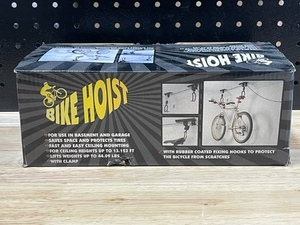 BIKE HOIST
BIKE HOIST
• FOR USE IN BASEMENT AND GARAGE
SAVES SPACE AND PROTECTS TIRES
FAST AND EASY CEILING MOUNTING
FOR CEILING HEIGHTS UP TO 13.123 FT
LIFTS WEIGHTS UP TO 44.09 LBS
WITH CLAMP
• WITH RUBBER COATED FIXING HOOKS TO PROTECT
THE BICYCLE FROM SCRATCHES